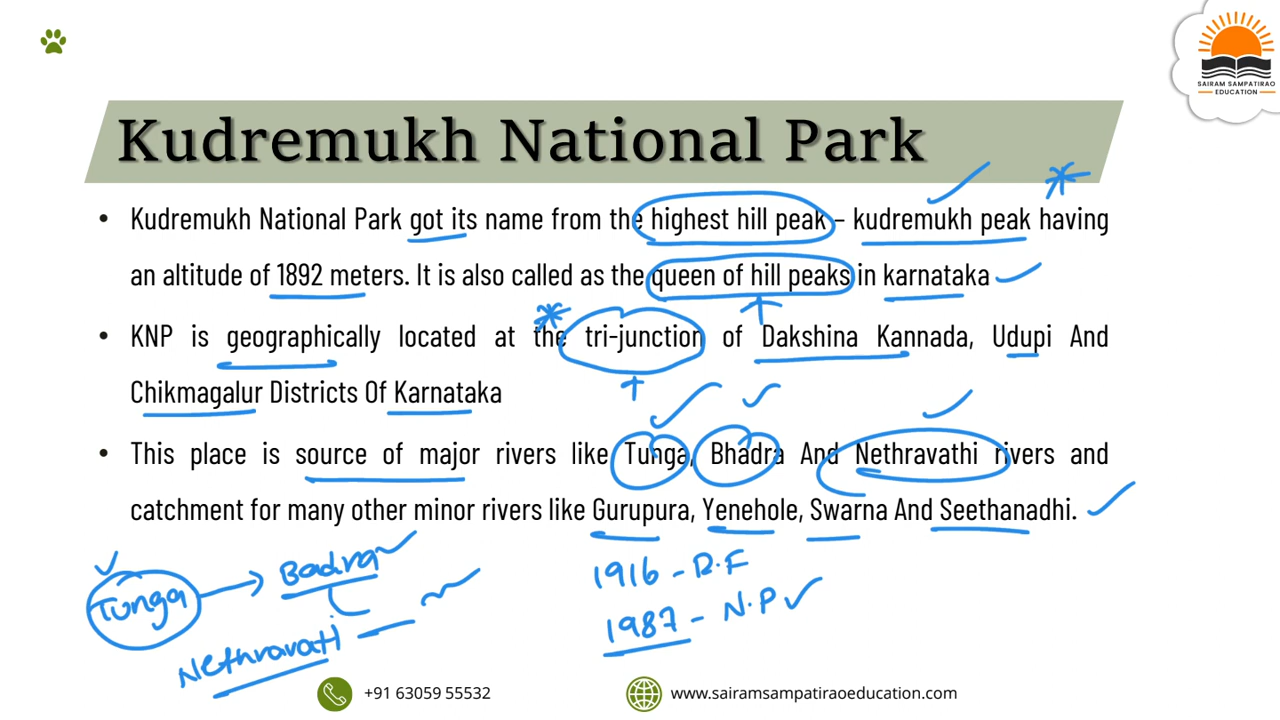 SAIRAM SAMPATIRAO
EDUCATION
Kudremukh National Park
• Kudremukh National Park got its name from the highest hill peak – kudremukh peak having
an altitude of 1892 meters. It is also called as the queen of hill peaks in karnataka
• KNP is geographically located at the tri-junction of Dakshina Kannada, Udupi And
Chikmagalur Districts Of Karnataka
• This place is source of major rivers like Tunga, Bhadra And Nethravathi rivers and
catchment for many other minor rivers like Gurupura, Yenehole, Swarna And Seethanadhi.
Tunga → Badra
Nethravati
1916 - R.F
1987 - N.P
+91 63059 55532
www.sairamsampatiraoeducation.com